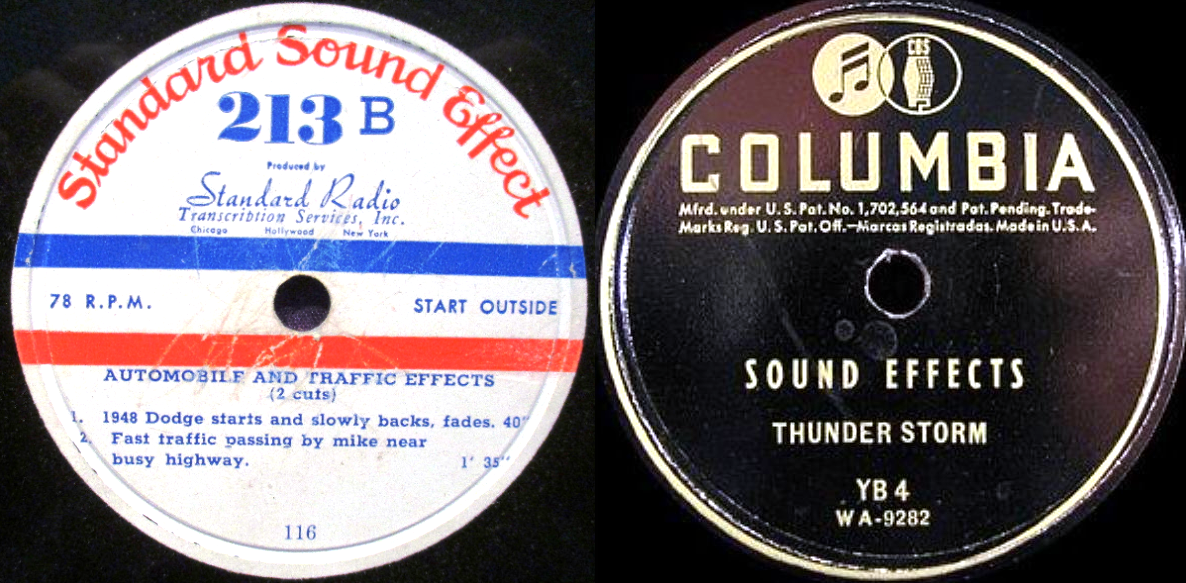 Standard Sound Effect
213 B
Produced by
Standard Radio
Transcribtion Services, Inc.
Chicago Hollywood New York
78 R.P.M. START OUTSIDE
AUTOMOBILE AND TRAFFIC EFFECTS
(2 cuts)
1. 1948 Dodge starts and slowly backs, fades. 40"
2. Fast traffic passing by mike near
busy highway. 1' 35"
116
CBS
COLUMBIA
Mfrd. under U. S. Pat. No. 1,702,564 and Pat. Pending. Trade-
Marks Reg. U. S. Pat. Off.—Marcas Registradas. Made in U.S.A.
SOUND EFFECTS
THUNDER STORM
YB 4
WA-9282